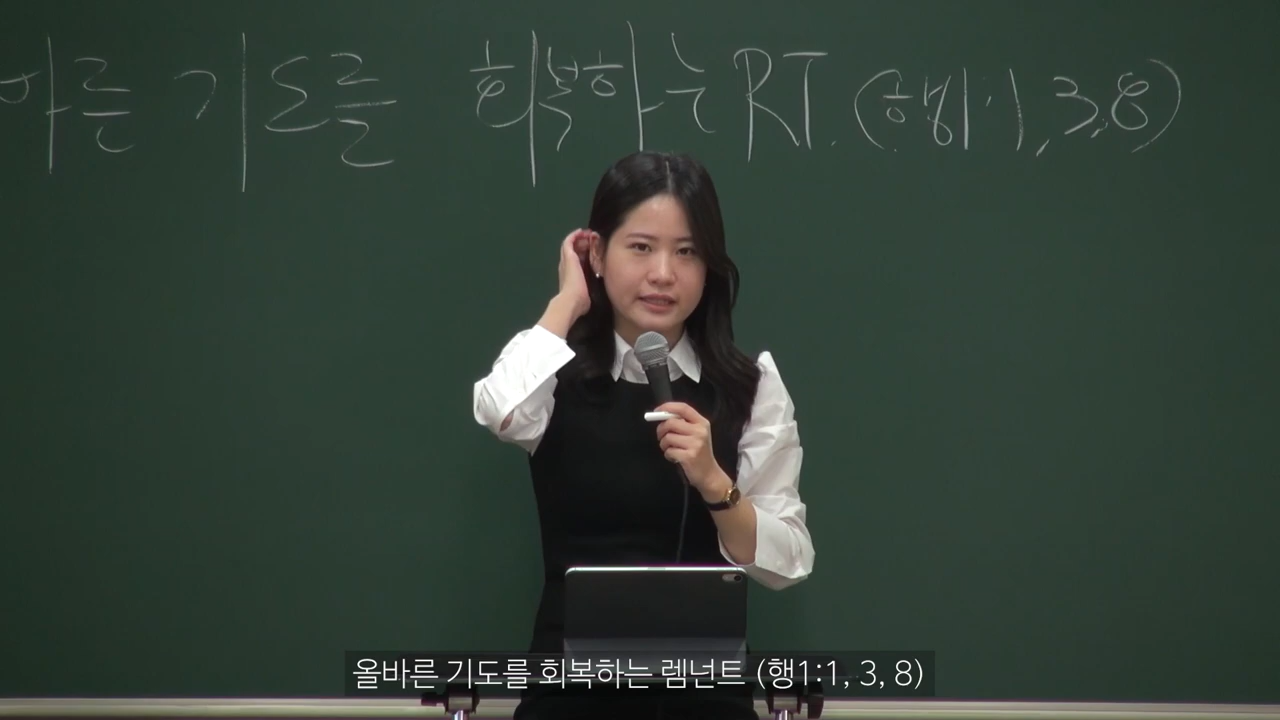 바른 기도를 회복하는 RT. (행1:1, 3, 8)
올바른 기도를 회복하는 렘넌트 (행1:1, 3, 8)